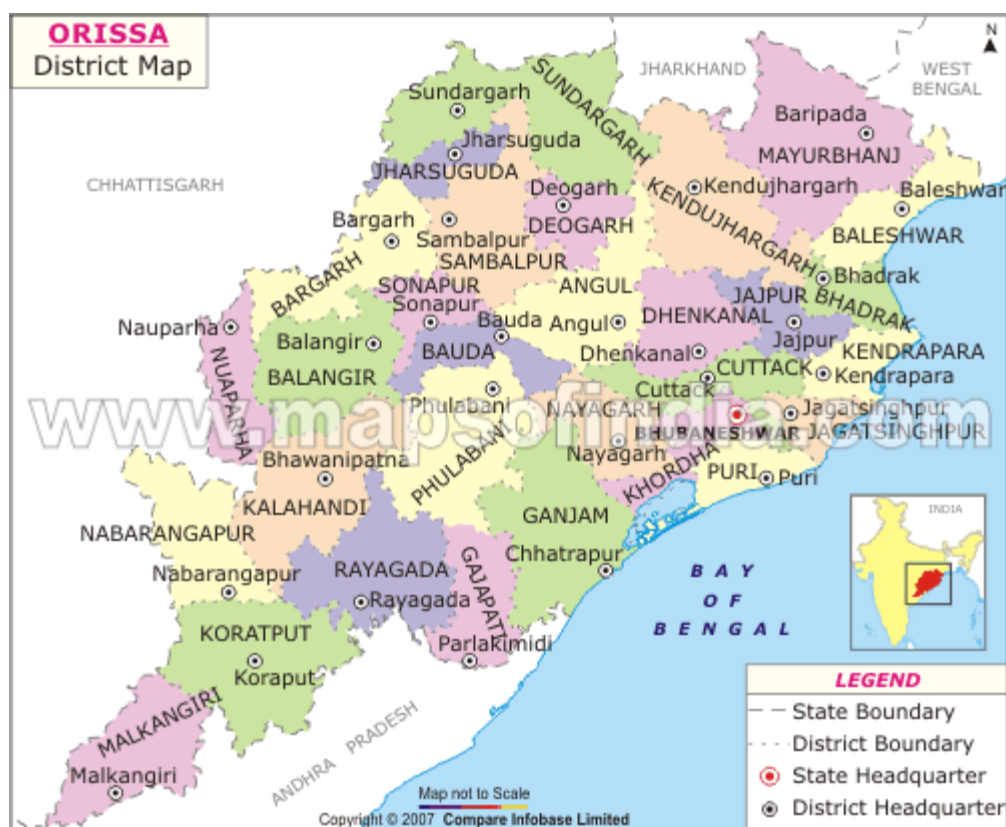 ORISSA
District Map
N
JHARKHAND
WEST
BENGAL
CHHATTISGARH
Sundargarh
SUNDARGARH
Baripada
MAYURBHANJ
Jharsuguda
JHARSUGUDA
Deogarh
DEOGARH
Kendujhargarh
KENDUJHARGARH
Baleshwar
BALESHWAR
Bargarh
BARGARH
Sambalpur
SAMBALPUR
SONAPUR
Sonapur
ANGUL
Angul
Bhadrak
BHADRAK
JAJPUR
Jajpur
DHENKANAL
Dhenkanal
Nauparha
NUAPARHA
Balangir
BALANGIR
Bauda
BAUDA
KENDRAPARA
Kendrapara
CUTTACK
Cuttack
www.mapsofindia.com
Phulabani
PHULABANI
NAYAGARH
Nayagarh
Jagatsinghpur
JAGATSINGHPUR
BHUBANESHWAR
KHORDHA
PURI
Puri
Bhawanipatna
KALAHANDI
GANJAM
Chhatrapur
NABARANGAPUR
Nabarangapur
RAYAGADA
Rayagada
GAJAPATI
Parlakimidi
KORATPUT
Koraput
MALKANGIRI
Malkangiri
ANDHRA PRADESH
BAY
OF
BENGAL
INDIA
LEGEND
State Boundary
District Boundary
State Headquarter
District Headquarter
Map not to Scale
Copyright © 2007 Compare Infobase Limited